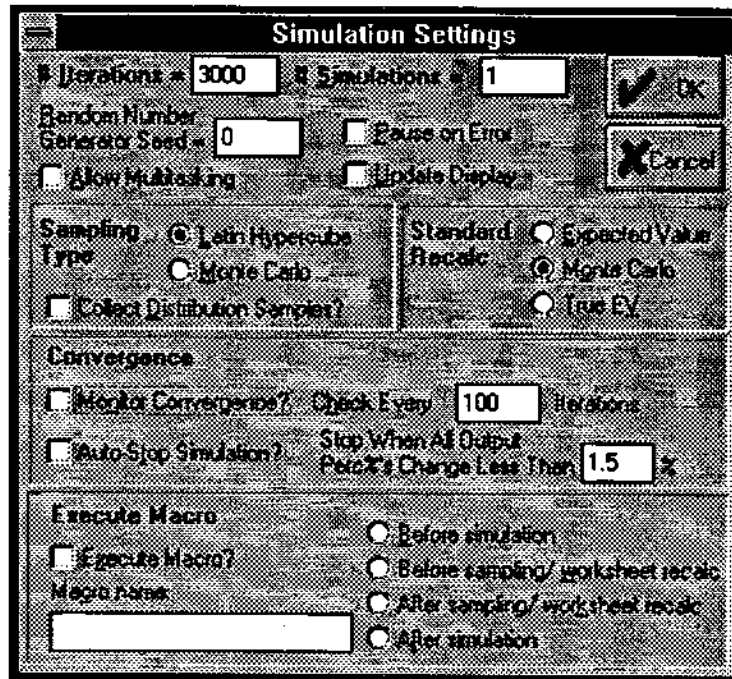 Simulation Settings
# Iterations = 3000 # Simulations = 1
OK
Random Number
Generator Seed = 0
Pause on Error
Cancel
Allow Multitasking
Update Display
Sampling
Type
Latin Hypercube
Monte Carlo
Collect Distribution Samples?
Standard
Recalc
Expected Value
Monte Carlo
True EV
Convergence
Monitor Convergence? Check Every 100 Iterations
Auto-Stop Simulation?
Stop When All Output
Perc%'s Change Less Than 1.5 %
Execute Macro
Execute Macro?
Macro name:
Before simulation
Before sampling/ worksheet recalc
After sampling/ worksheet recalc
After simulation